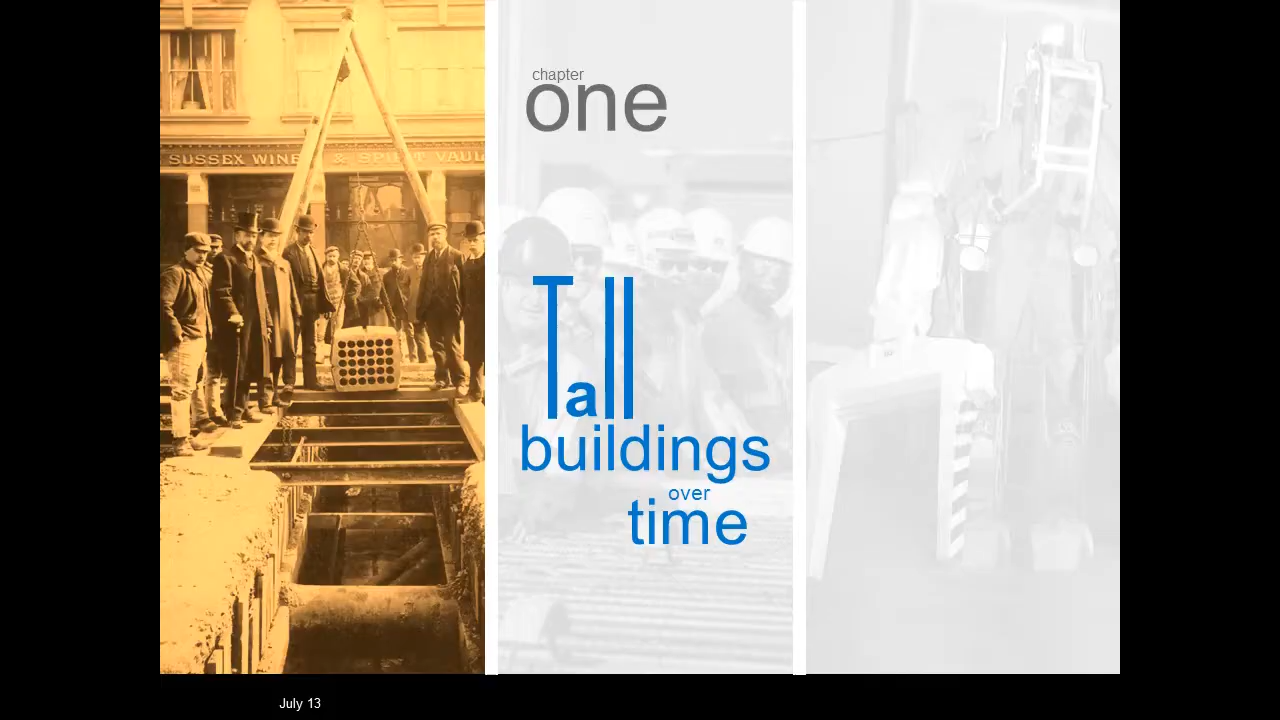 SUSSEX WINE & SPIRIT VAUL
chapter
one
Tall
buildings
over
time
July 13